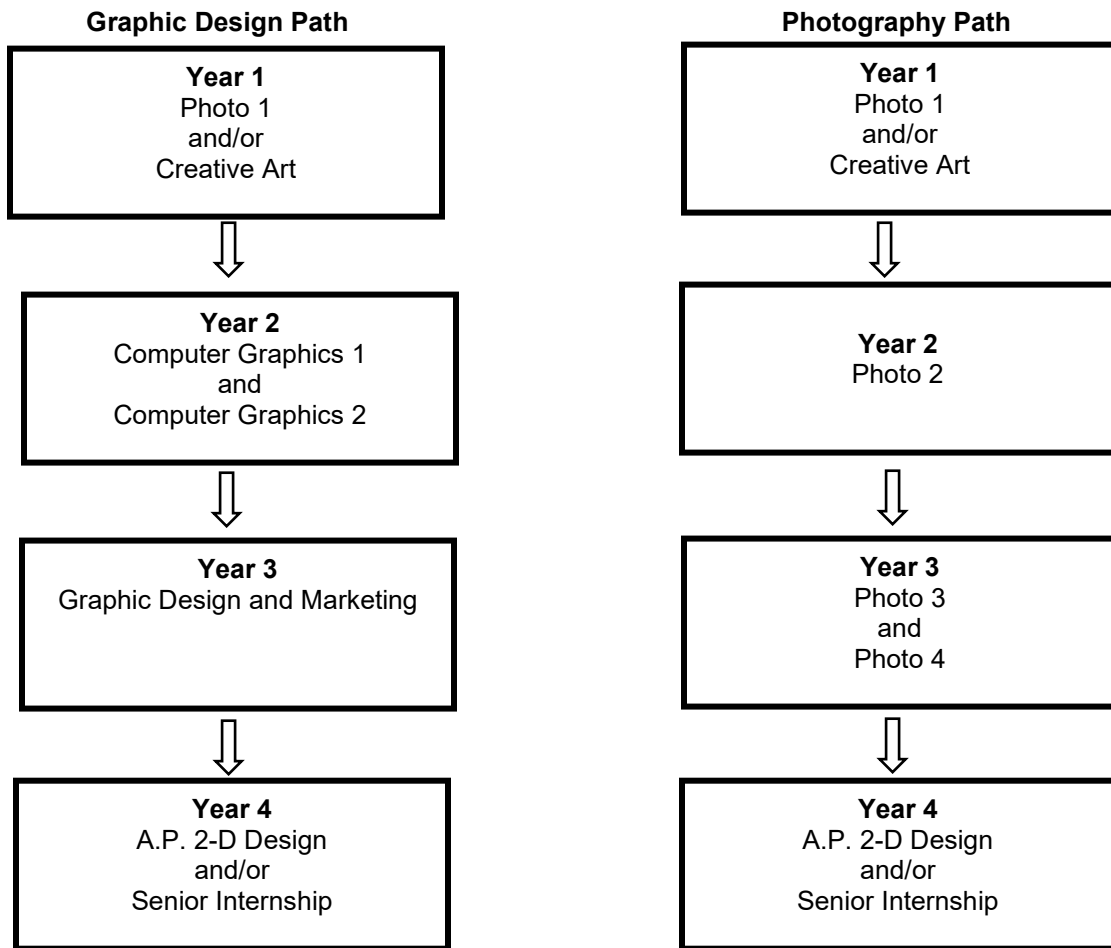 Graphic Design Path
Year 1
Photo 1
and/or
Creative Art
Year 2
Computer Graphics 1
and
Computer Graphics 2
Year 3
Graphic Design and Marketing
Year 4
A.P. 2-D Design
and/or
Senior Internship
Photography Path
Year 1
Photo 1
and/or
Creative Art
Year 2
Photo 2
Year 3
Photo 3
and
Photo 4
Year 4
A.P. 2-D Design
and/or
Senior Internship